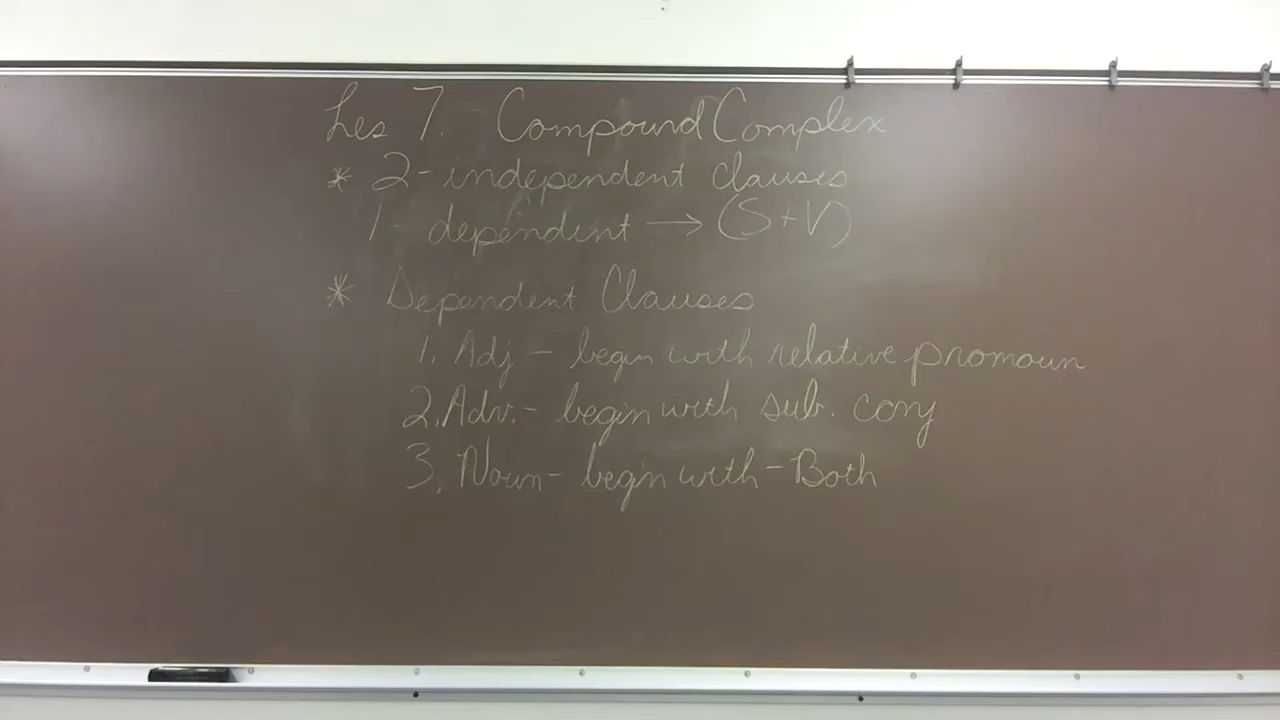 Les 7. Compound Complex
* 2 - independent clauses
1 - dependent → (S+V)
* Dependent Clauses
1. Adj - begin with relative pronoun
2. Adv. - begin with sub. conj
3. Noun - begin with - Both